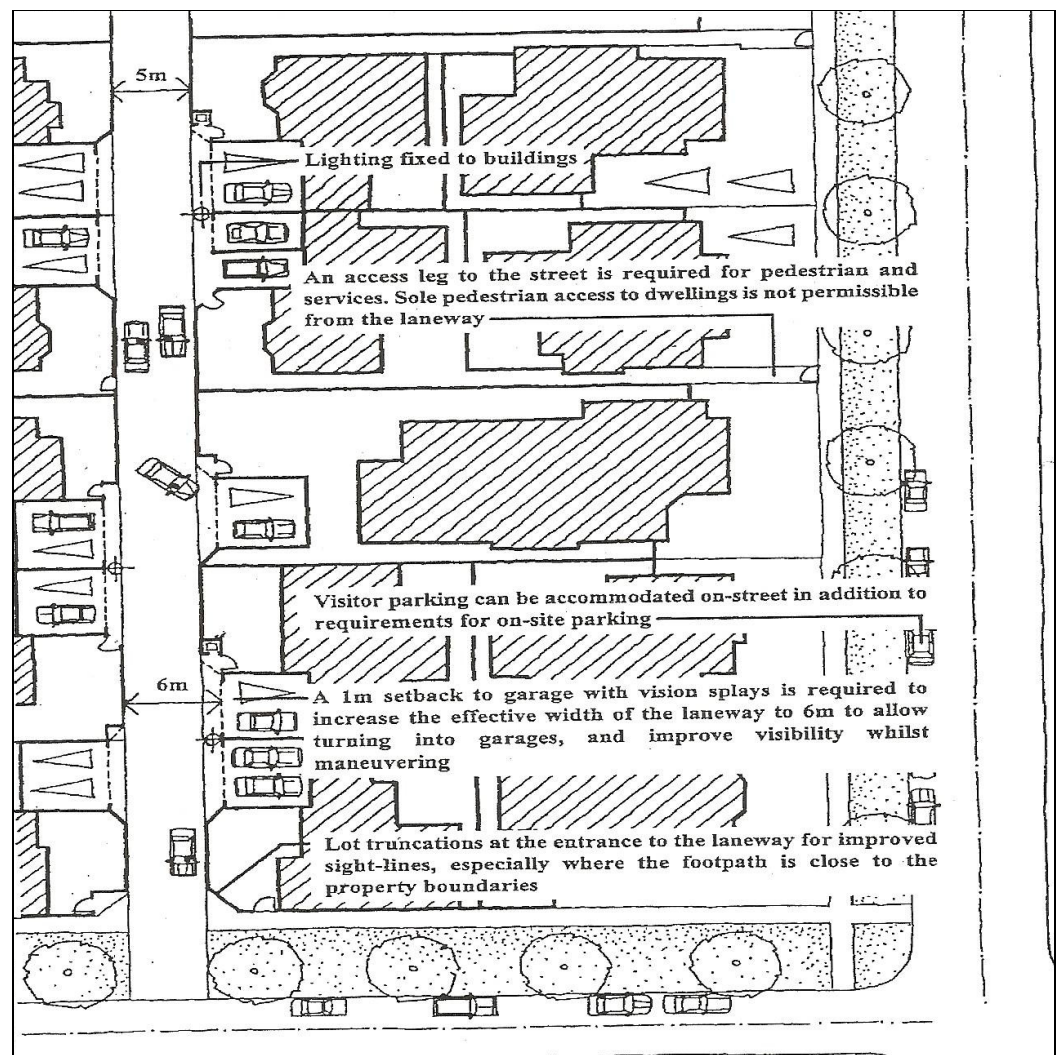 5m
Lighting fixed to buildings
An access leg to the street is required for pedestrian and
services. Sole pedestrian access to dwellings is not permissible
from the laneway
Visitor parking can be accommodated on-street in addition to
requirements for on-site parking
6m
A 1m setback to garage with vision splays is required to
increase the effective width of the laneway to 6m to allow
turning into garages, and improve visibility whilst
maneuvering
Lot truncations at the entrance to the laneway for improved
sight-lines, especially where the footpath is close to the
property boundaries